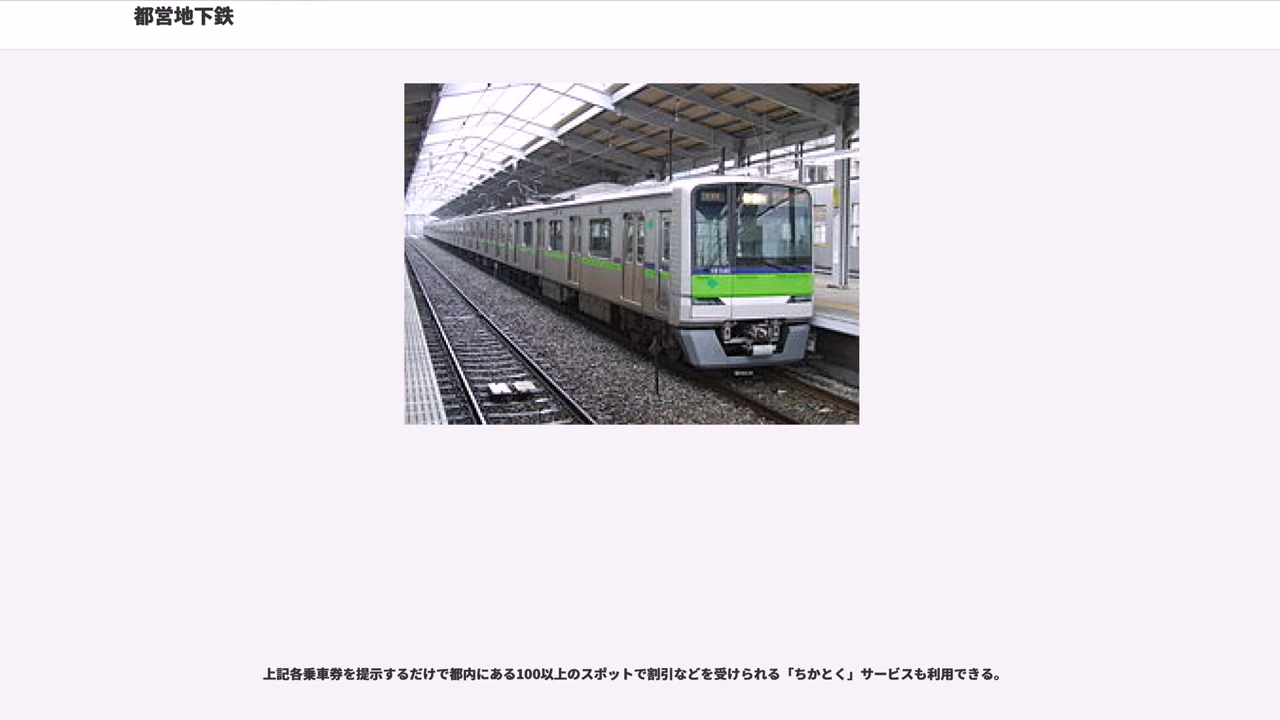 都営地下鉄
上記各乗車券を提示するだけで都内にある100以上のスポットで割引などを受けられる「ちかとく」サービスも利用できる。